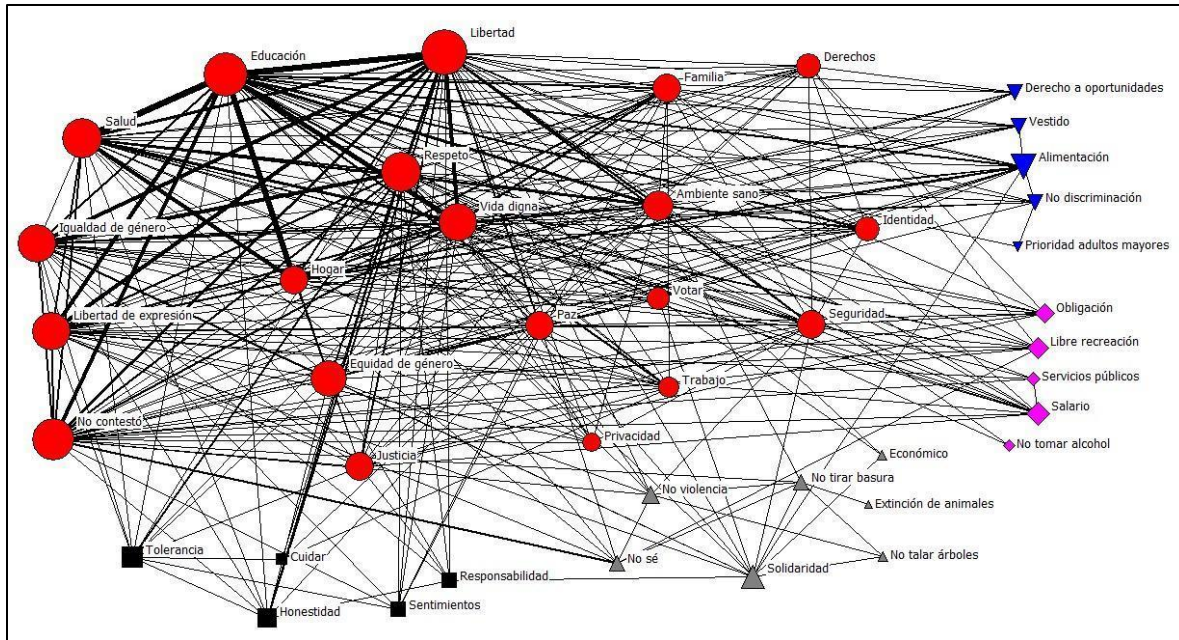 Libertad
Educación
Derechos
Familia
Derecho a oportunidades
Salud
Vestido
Respeto
Alimentación
Ambiente sano
No discriminación
Vida digna
Identidad
Igualdad de género
Prioridad adultos mayores
Hogar
Votar
Obligación
Libertad de expresión
Paz
Seguridad
Libre recreación
Equidad de género
Servicios públicos
Trabajo
Salario
No contestó
Privacidad
No tomar alcohol
Justicia
Económico
No violencia
No tirar basura
Extinción de animales
Tolerancia
Cuidar
No sé
No talar árboles
Responsabilidad
Solidaridad
Honestidad
Sentimientos